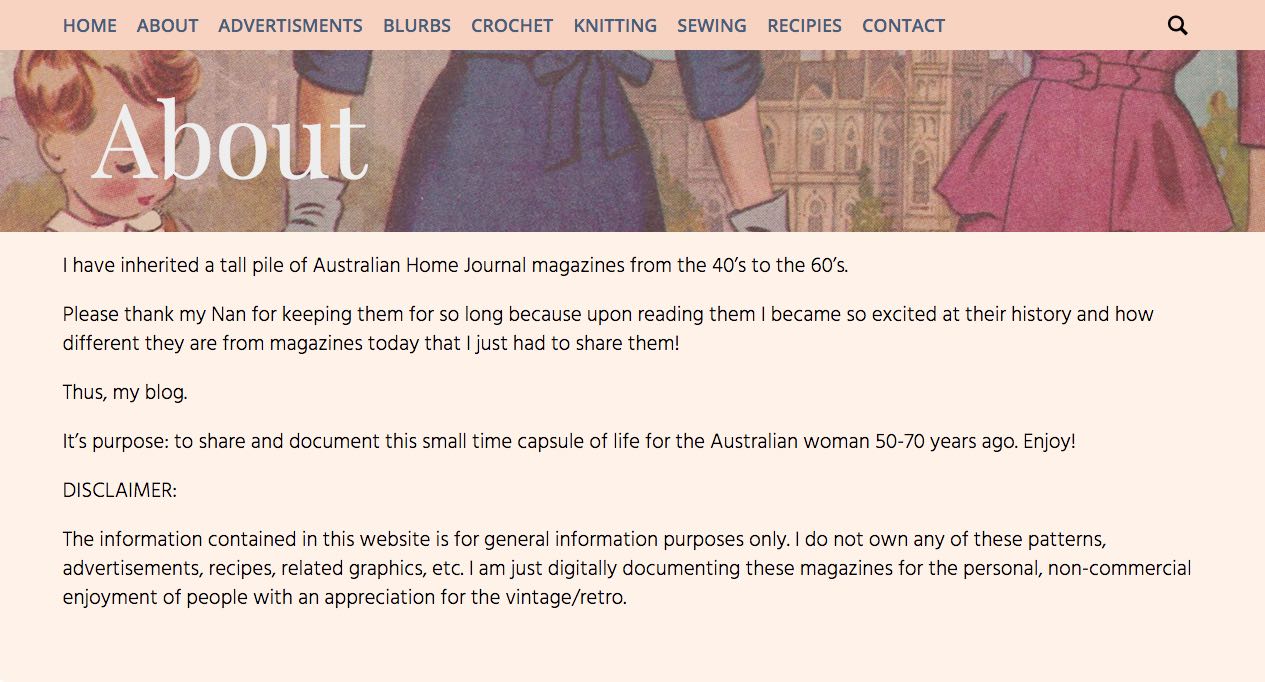 HOME ABOUT ADVERTISMENTS BLURBS CROCHET KNITTING SEWING RECIPIES CONTACT
About
I have inherited a tall pile of Australian Home Journal magazines from the 40’s to the 60’s.
Please thank my Nan for keeping them for so long because upon reading them I became so excited at their history and how
different they are from magazines today that I just had to share them!
Thus, my blog.
It’s purpose: to share and document this small time capsule of life for the Australian woman 50-70 years ago. Enjoy!
DISCLAIMER:
The information contained in this website is for general information purposes only. I do not own any of these patterns,
advertisements, recipes, related graphics, etc. I am just digitally documenting these magazines for the personal, non-commercial
enjoyment of people with an appreciation for the vintage/retro.